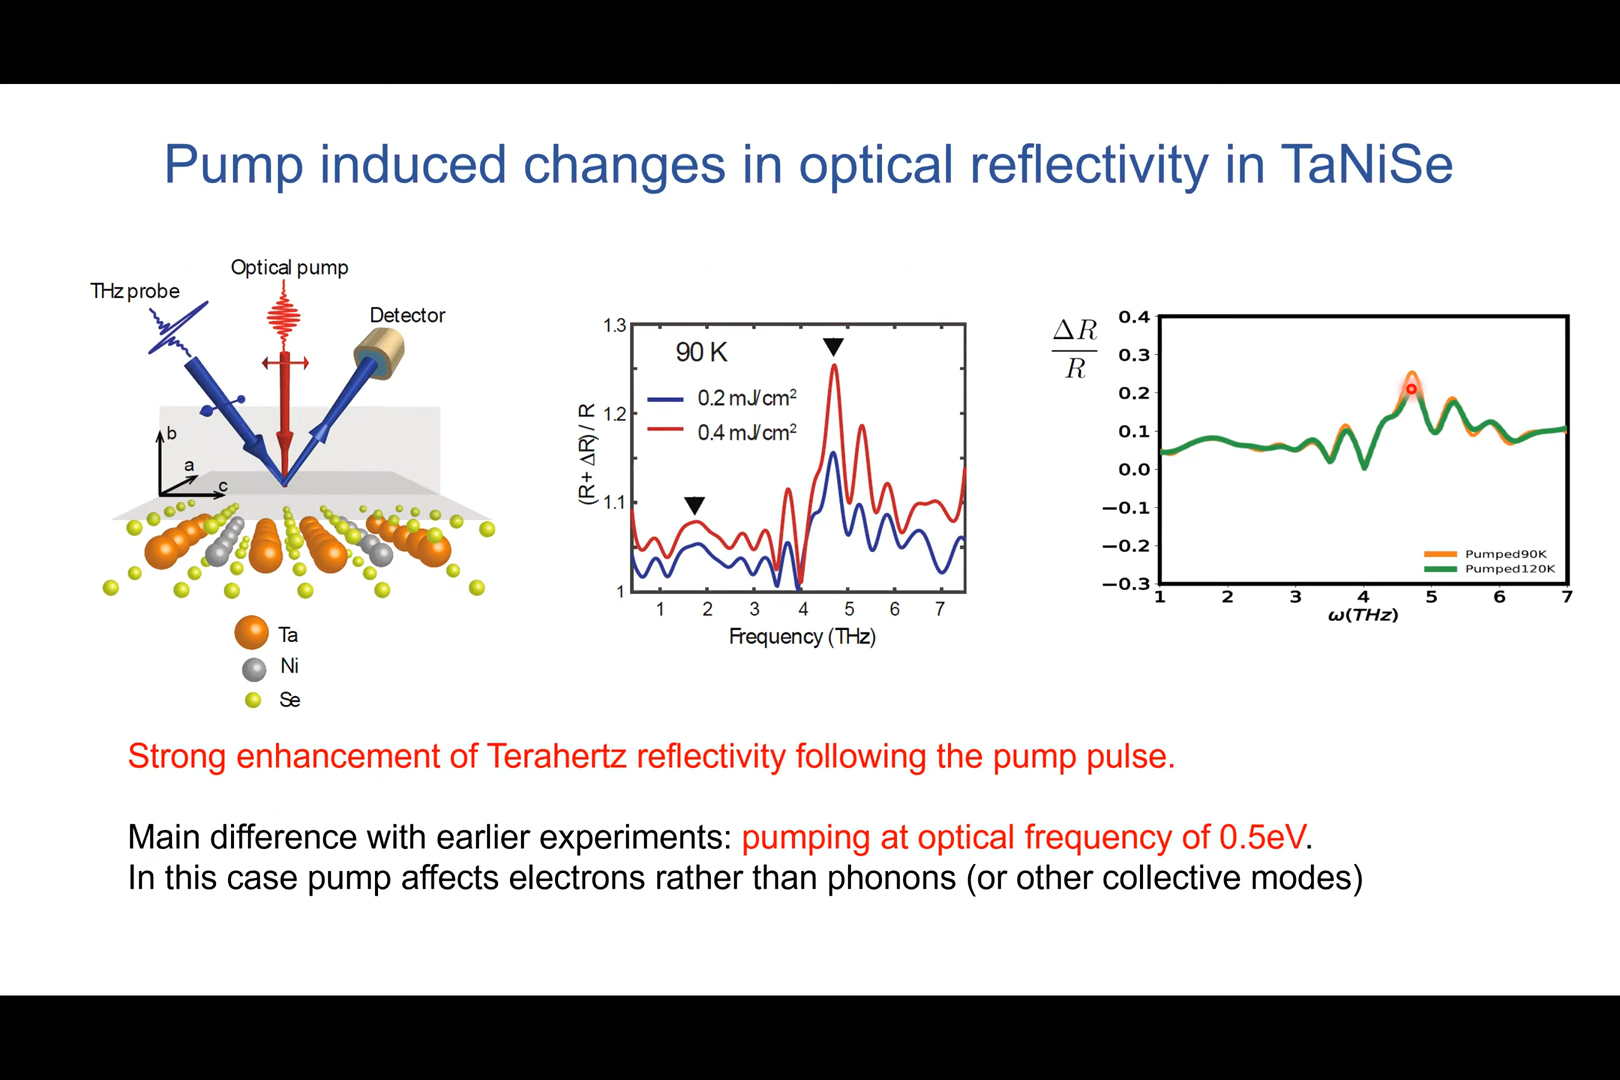 Pump induced changes in optical reflectivity in TaNiSe
Optical pump
THz probe
Detector
b
a
c
Ta
Ni
Se
1.3
1.2
1.1
1
(R+ ΔR) / R
90 K
0.2 mJ/cm²
0.4 mJ/cm²
1 2 3 4 5 6 7
Frequency (THz)
ΔR
R
0.4
0.3
0.2
0.1
0.0
−0.1
−0.2
−0.3
Pumped90K
Pumped120K
1 2 3 4 5 6 7
ω(THz)
Strong enhancement of Terahertz reflectivity following the pump pulse.
Main difference with earlier experiments: pumping at optical frequency of 0.5eV.
In this case pump affects electrons rather than phonons (or other collective modes)